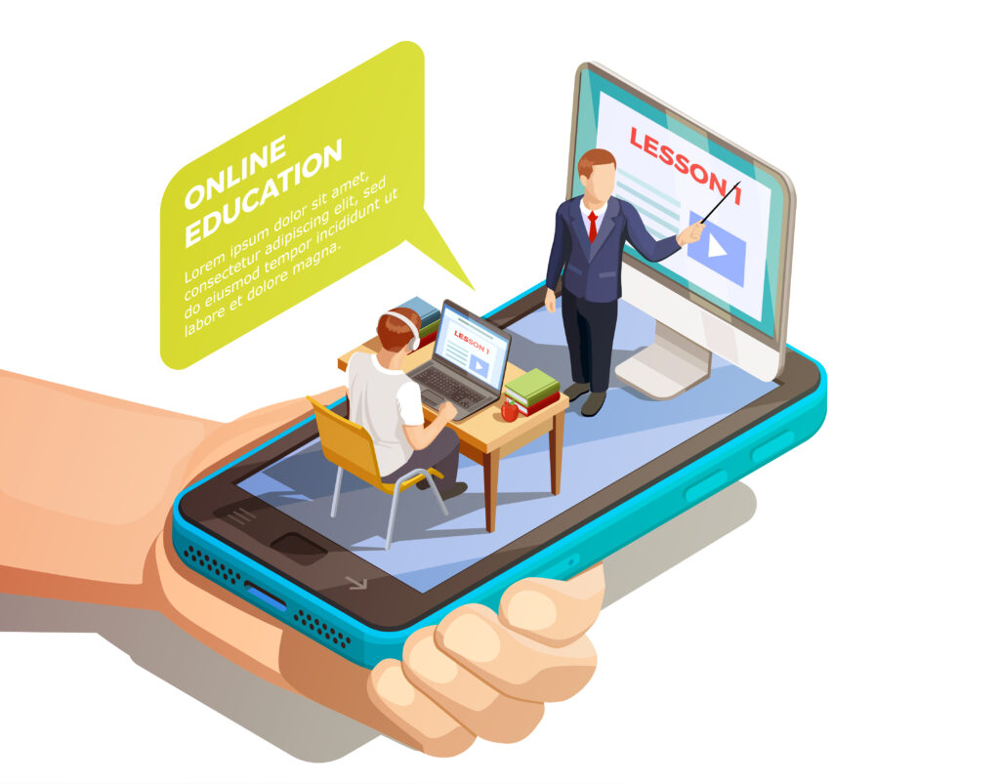 ONLINE
EDUCATION
Lorem ipsum dolor sit amet,
consectetur adipiscing elit, sed
do eiusmod tempor incididunt ut
labore et dolore magna.
LESSON 1
LESSON 1